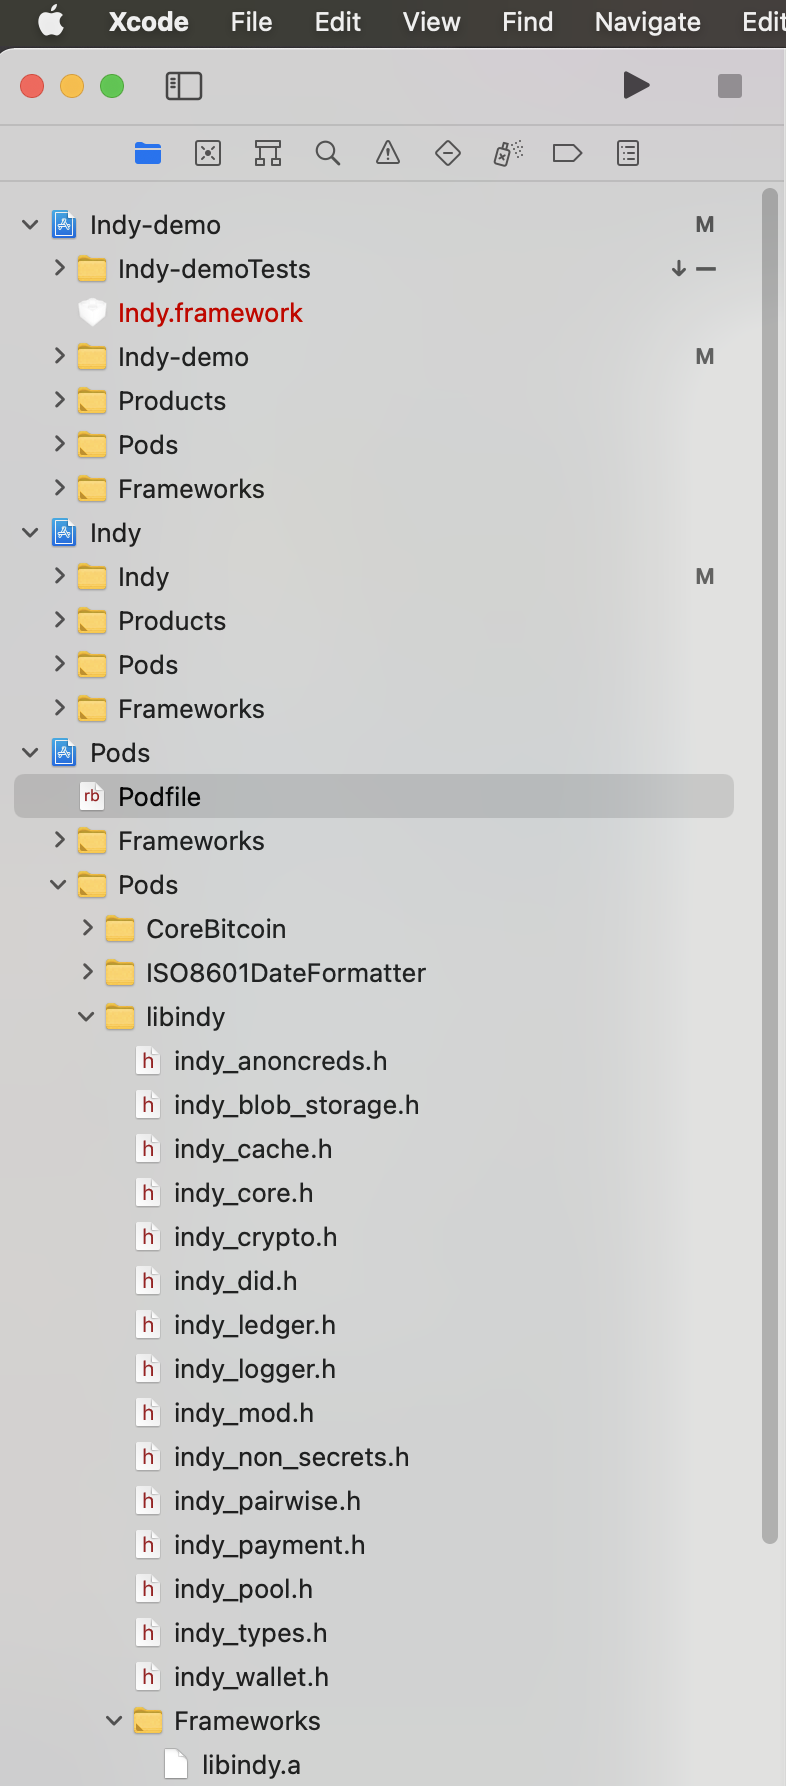 Xcode File Edit View Find Navigate Edit
Indy-demo M
Indy-demoTests
Indy.framework
Indy-demo M
Products
Pods
Frameworks
Indy
Indy M
Products
Pods
Frameworks
Pods
rb Podfile
Frameworks
Pods
CoreBitcoin
ISO8601DateFormatter
libindy
h indy_anoncreds.h
h indy_blob_storage.h
h indy_cache.h
h indy_core.h
h indy_crypto.h
h indy_did.h
h indy_ledger.h
h indy_logger.h
h indy_mod.h
h indy_non_secrets.h
h indy_pairwise.h
h indy_payment.h
h indy_pool.h
h indy_types.h
h indy_wallet.h
Frameworks
libindy.a